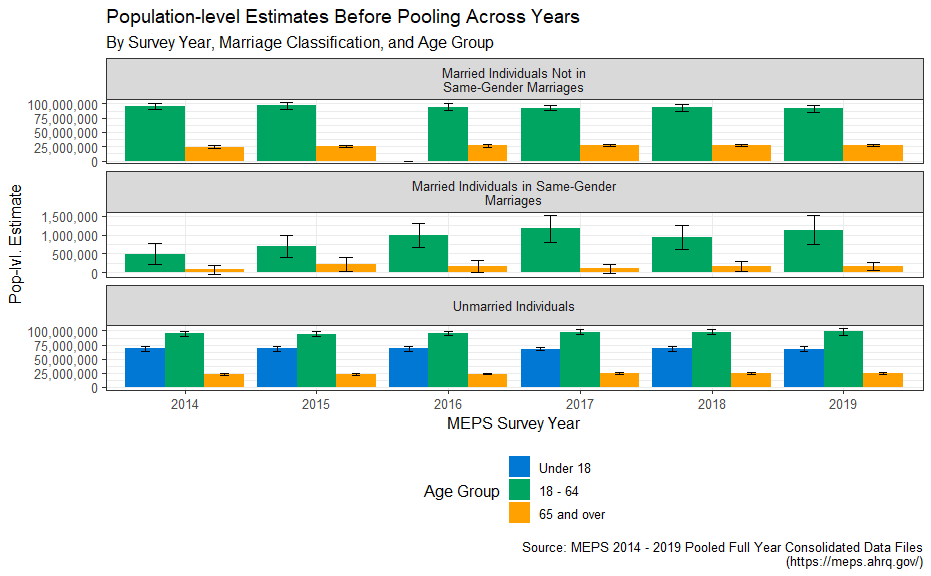 Population-level Estimates Before Pooling Across Years
By Survey Year, Marriage Classification, and Age Group
Married Individuals Not in
Same-Gender Marriages
100,000,000
75,000,000
50,000,000
25,000,000
0
Married Individuals in Same-Gender
Marriages
1,500,000
1,000,000
500,000
0
Unmarried Individuals
100,000,000
75,000,000
50,000,000
25,000,000
0
Pop-lvl. Estimate
2014
2015
2016
2017
2018
2019
MEPS Survey Year
Age Group
Under 18
18 - 64
65 and over
Source: MEPS 2014 - 2019 Pooled Full Year Consolidated Data Files
(https://meps.ahrq.gov/)